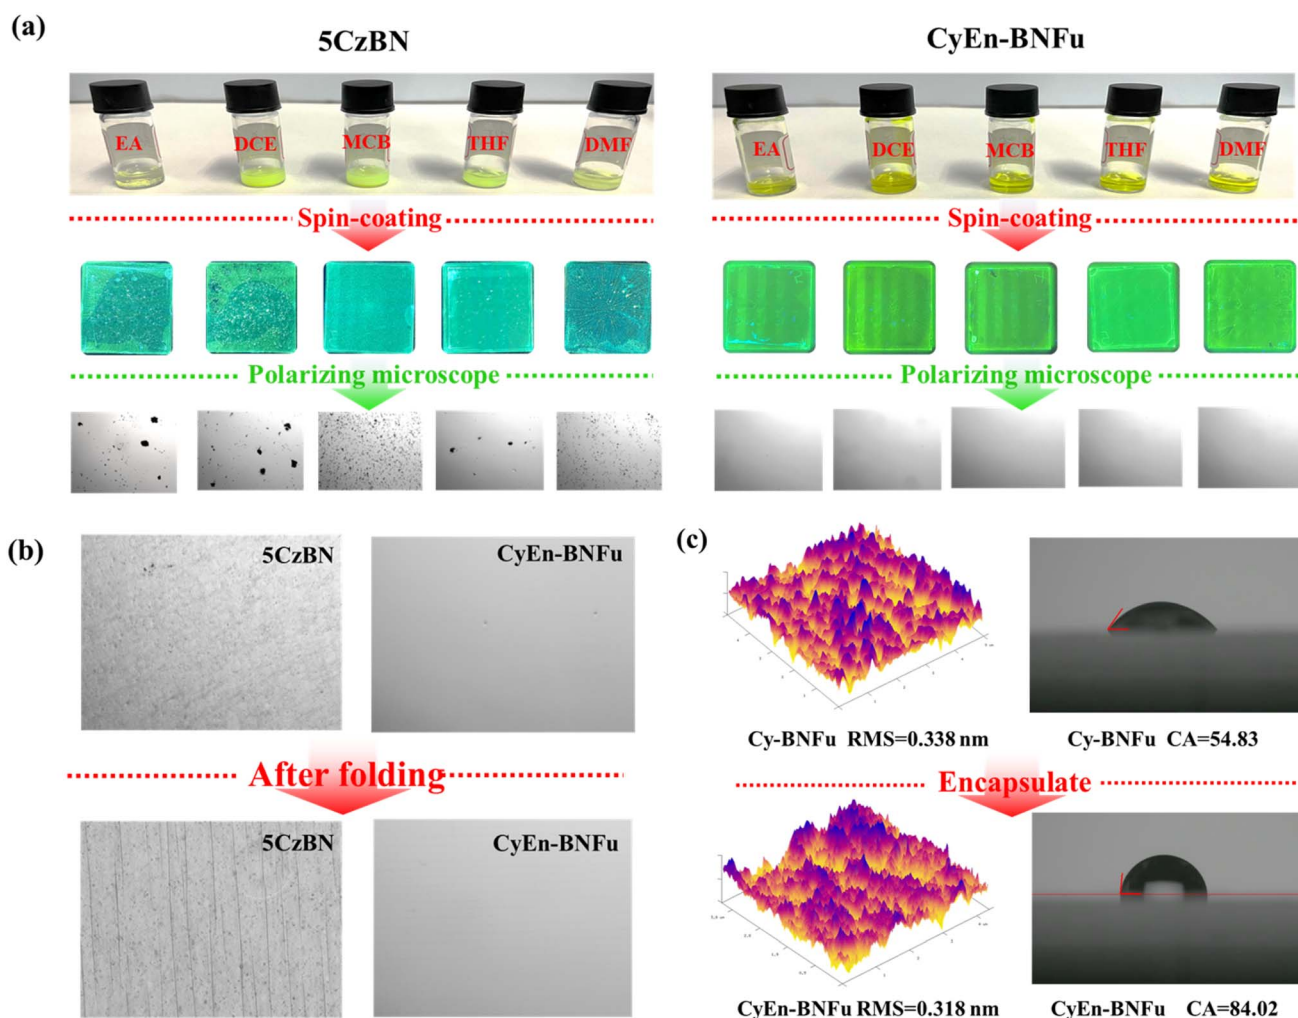 (a)
5CzBN
CyEn-BNFu
EA DCE MCB THF DMF
EA DCE MCB THF DMF
Spin-coating
Spin-coating
Polarizing microscope
Polarizing microscope
(b)
5CzBN
CyEn-BNFu
After folding
5CzBN
CyEn-BNFu
(c)
Cy-BNFu RMS=0.338 nm
Cy-BNFu CA=54.83
Encapsulate
CyEn-BNFu RMS=0.318 nm
CyEn-BNFu CA=84.02